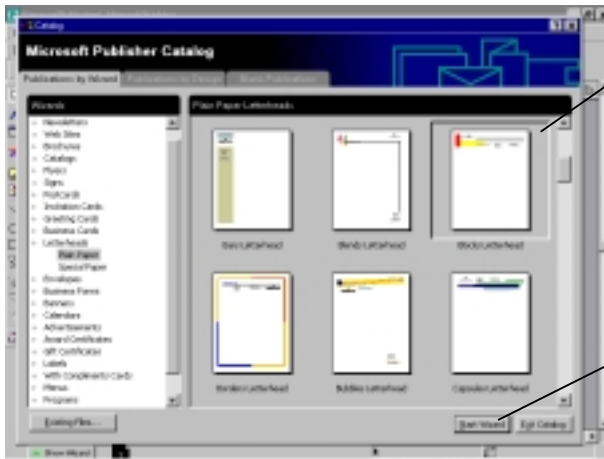 Catalog
Microsoft Publisher Catalog
Publications by Wizard Publications by Design Blank Publications
Wizards
Newsletters
Web Sites
Brochures
Catalogs
Flyers
Signs
Postcards
Invitation Cards
Greeting Cards
Business Cards
Letterheads
Plain Paper
Special Paper
Envelopes
Business Forms
Banners
Calendars
Advertisements
Award Certificates
Gift Certificates
Labels
With Compliments Cards
Menus
Programs
Plain Paper Letterheads
Bars Letterhead Blends Letterhead Blocks Letterhead
Borders Letterhead Bubbles Letterhead Capsules Letterhead
Existing Files...
Start Wizard Exit Catalog
Show Wizard